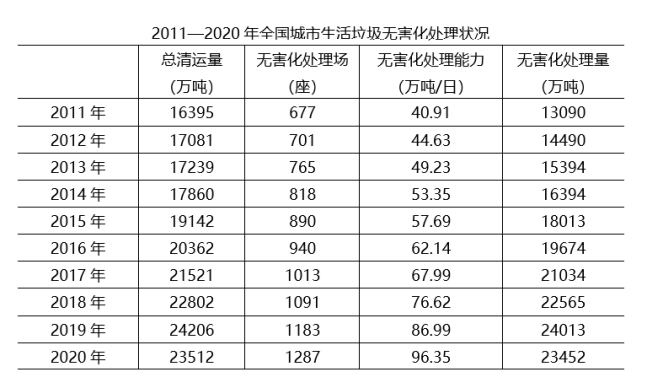 2011—2020 年全国城市生活垃圾无害化处理状况
总清运量 无害化处理场 无害化处理能力 无害化处理量
（万吨） （座） （万吨/日） （万吨）
2011 年 16395 677 40.91 13090
2012 年 17081 701 44.63 14490
2013 年 17239 765 49.23 15394
2014 年 17860 818 53.35 16394
2015 年 19142 890 57.69 18013
2016 年 20362 940 62.14 19674
2017 年 21521 1013 67.99 21034
2018 年 22802 1091 76.62 22565
2019 年 24206 1183 86.99 24013
2020 年 23512 1287 96.35 23452